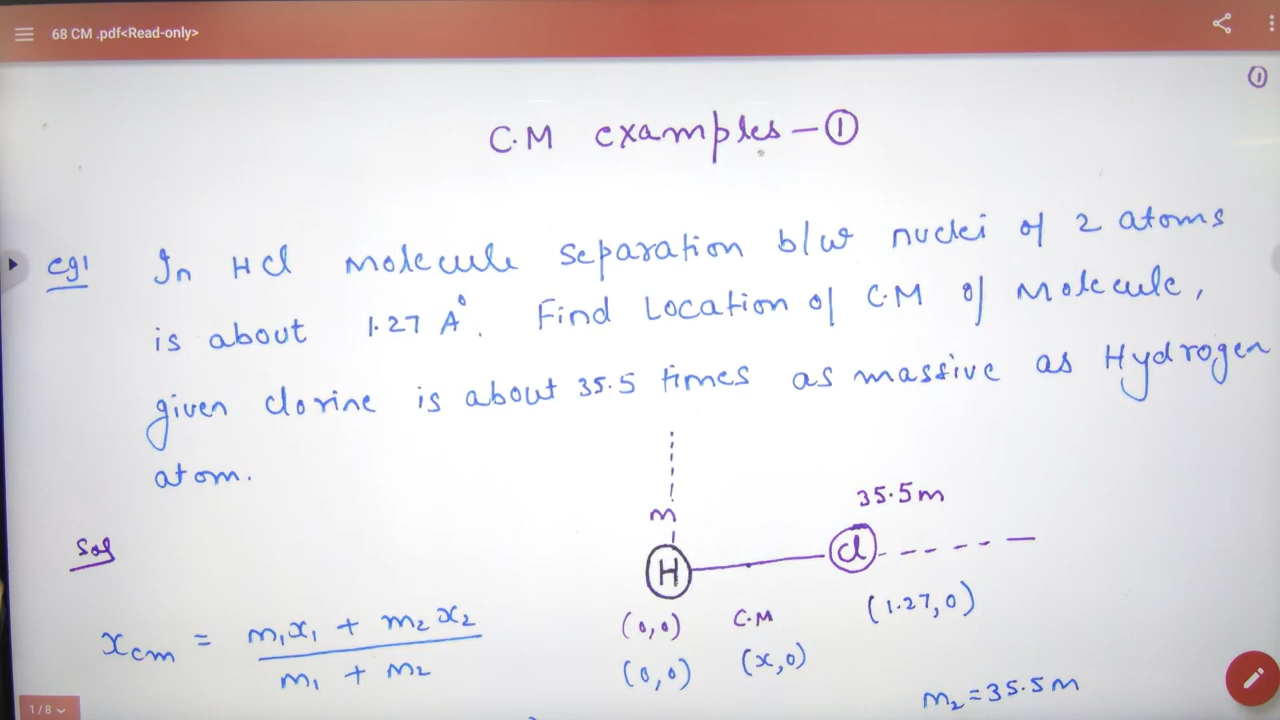 68 CM .pdf<Read-only>
①
C.M examples - ①
eg1 In HCl molecule separation b/w nuclei of 2 atoms
is about 1.27 A°. Find Location of C.M of Molecule,
given clorine is about 35.5 times as massive as Hydrogen
atom.
35.5m
m
Sol
H
Cl
(0,0) C.M (1.27,0)
xcm = m1x1 + m2x2 / m1 + m2
(0,0) (x,0)
m2 = 35.5m
1/8